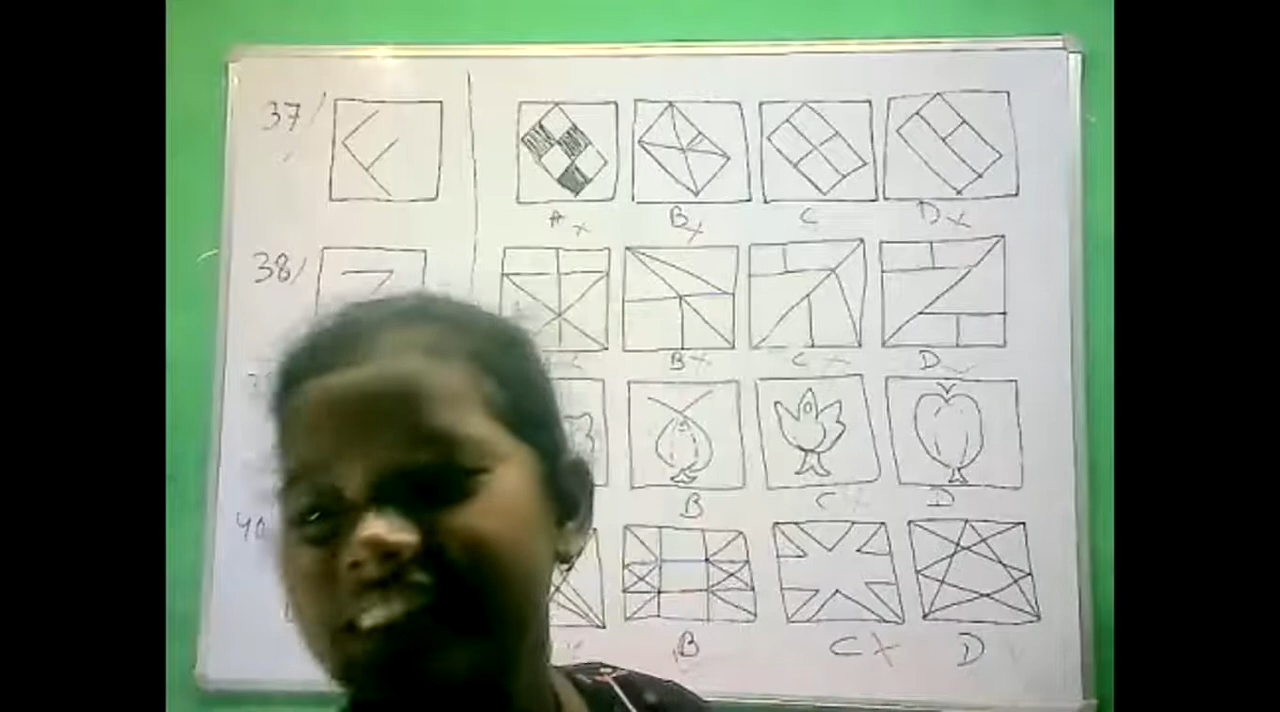 37/
A x B x C D x
38/
B x C x D
B C x D
40
B C x D